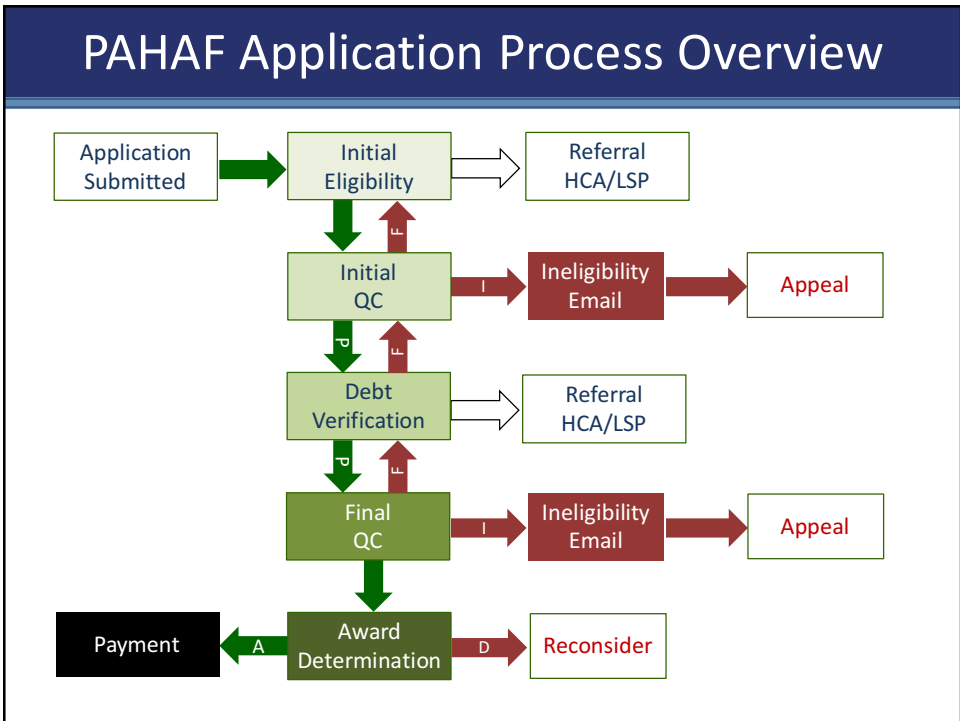 PAHAF Application Process Overview
Application
Submitted
Initial
Eligibility
Referral
HCA/LSP
F
Initial
QC
I
Ineligibility
Email
Appeal
P
F
Debt
Verification
Referral
HCA/LSP
P
F
Final
QC
I
Ineligibility
Email
Appeal
Payment
A
Award
Determination
D
Reconsider